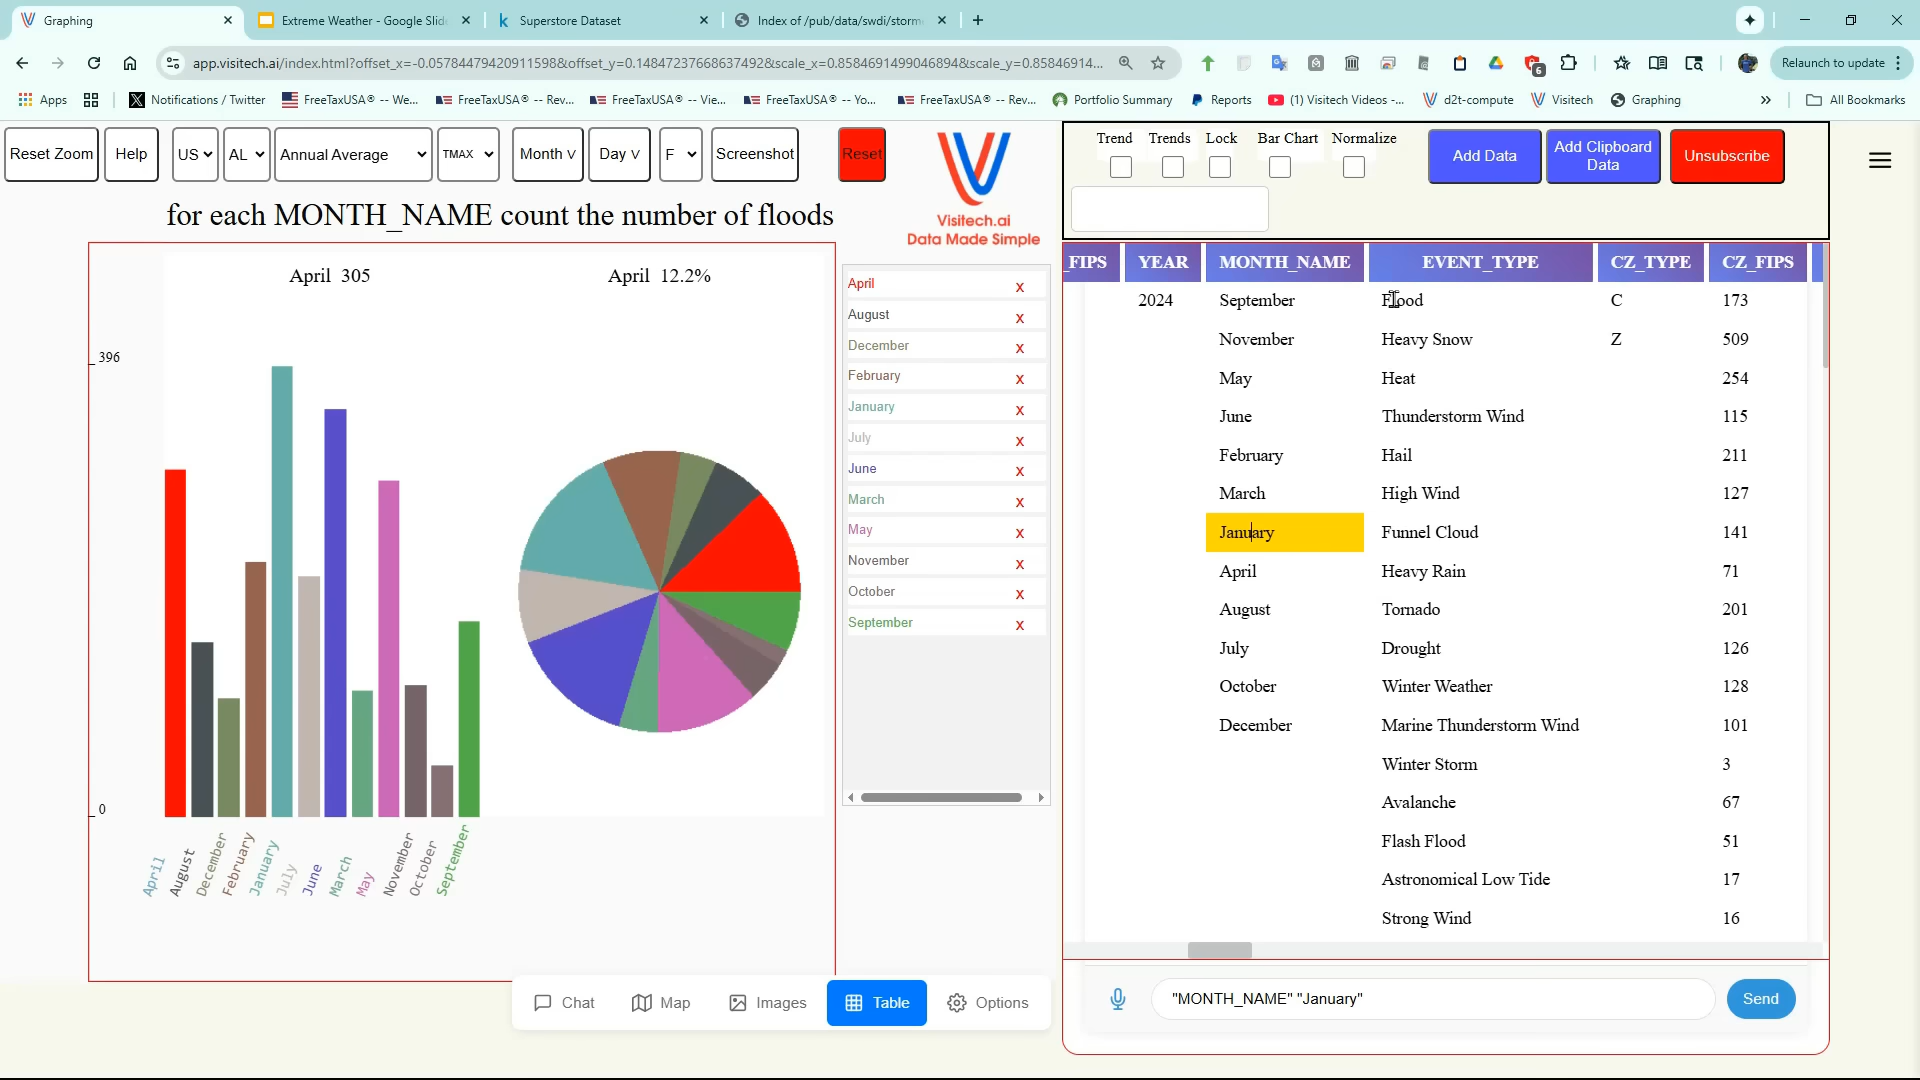 Graphing
Extreme Weather - Google Slide
Superstore Dataset
Index of /pub/data/swdi/storm
app.visitech.ai/index.html?offset_x=-0.05784479420911598&offset_y=0.14847237668637492&scale_x=0.8584691499046894&scale_y=0.85846914...
6
Relaunch to update
Apps
Notifications / Twitter
FreeTaxUSA® -- We...
FreeTaxUSA® -- Rev...
FreeTaxUSA® -- Vie...
FreeTaxUSA® -- Yo...
FreeTaxUSA® -- Rev...
Portfolio Summary
Reports
(1) Visitech Videos -...
d2t-compute
Visitech
Graphing
»
All Bookmarks
Reset Zoom
Help
US
AL
Annual Average
TMAX
Month V
Day V
F
Screenshot
Reset
Visitech.ai
Data Made Simple
Trend
Trends
Lock
Bar Chart
Normalize
Add Data
Add Clipboard
Data
Unsubscribe
for each MONTH_NAME count the number of floods
April 305
April 12.2%
396
0
April
August
December
February
January
July
June
March
May
November
October
September
April x
August x
December x
February x
January x
July x
June x
March x
May x
November x
October x
September x
_FIPS YEAR MONTH_NAME EVENT_TYPE CZ_TYPE CZ_FIPS
2024 September Flood C 173
November Heavy Snow Z 509
May Heat 254
June Thunderstorm Wind 115
February Hail 211
March High Wind 127
January Funnel Cloud 141
April Heavy Rain 71
August Tornado 201
July Drought 126
October Winter Weather 128
December Marine Thunderstorm Wind 101
Winter Storm 3
Avalanche 67
Flash Flood 51
Astronomical Low Tide 17
Strong Wind 16
Chat
Map
Images
Table
Options
"MONTH_NAME" "January"
Send